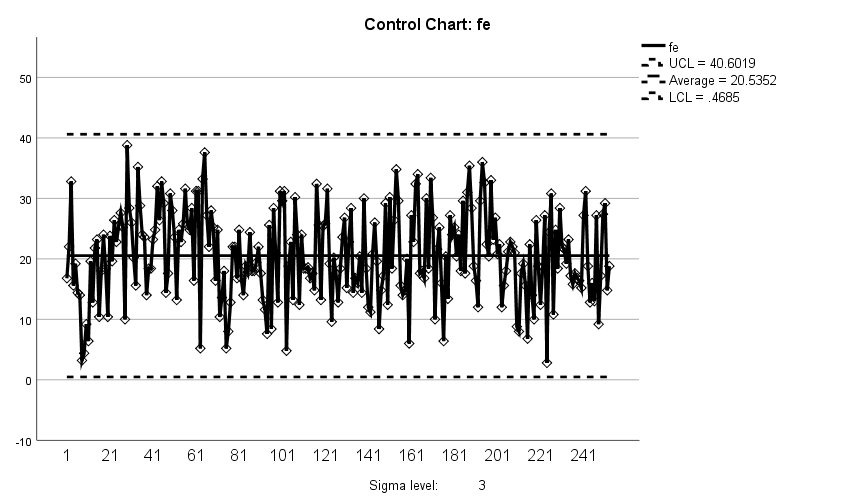 Control Chart: fe
fe
UCL = 40.6019
Average = 20.5352
LCL = .4685
50
40
30
20
10
0
-10
1 21 41 61 81 101 121 141 161 181 201 221 241
Sigma level: 3